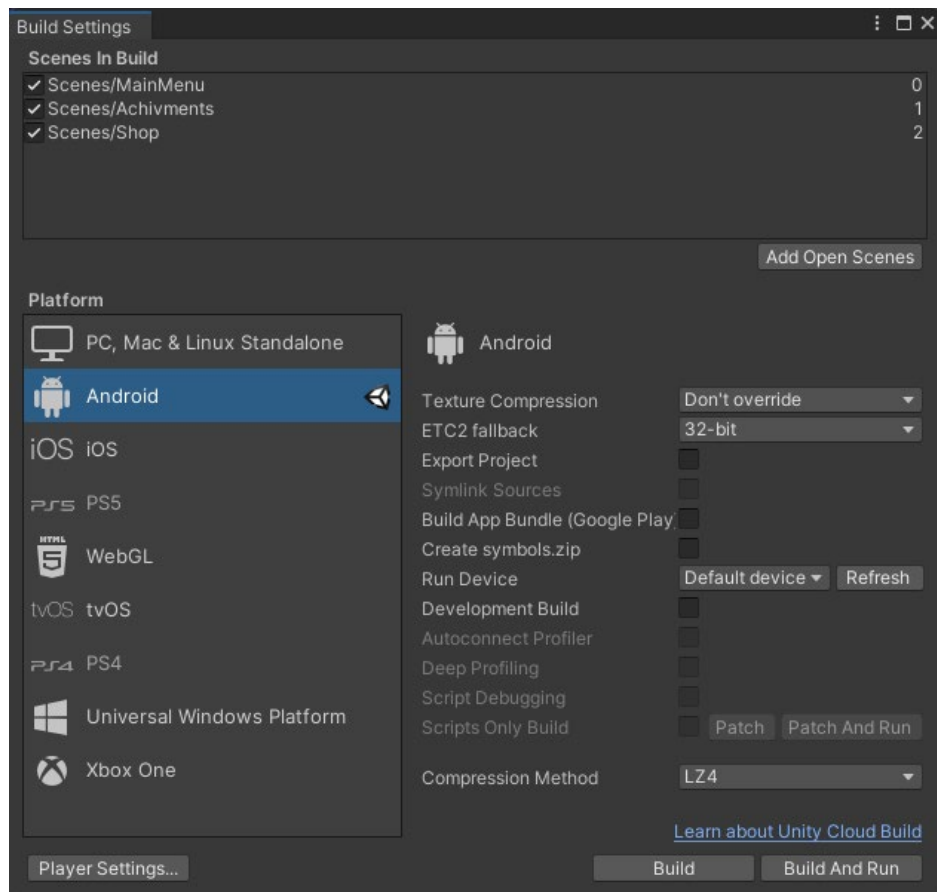 Build Settings
Scenes In Build
Scenes/MainMenu 0
Scenes/Achivments 1
Scenes/Shop 2
Add Open Scenes
Platform
PC, Mac & Linux Standalone
Android
iOS iOS
PS5 PS5
HTML 5 WebGL
tvOS tvOS
PS4 PS4
Universal Windows Platform
Xbox One
Android
Texture Compression Don't override
ETC2 fallback 32-bit
Export Project
Symlink Sources
Build App Bundle (Google Play)
Create symbols.zip
Run Device Default device Refresh
Development Build
Autoconnect Profiler
Deep Profiling
Script Debugging
Scripts Only Build Patch Patch And Run
Compression Method LZ4
Learn about Unity Cloud Build
Player Settings... Build Build And Run